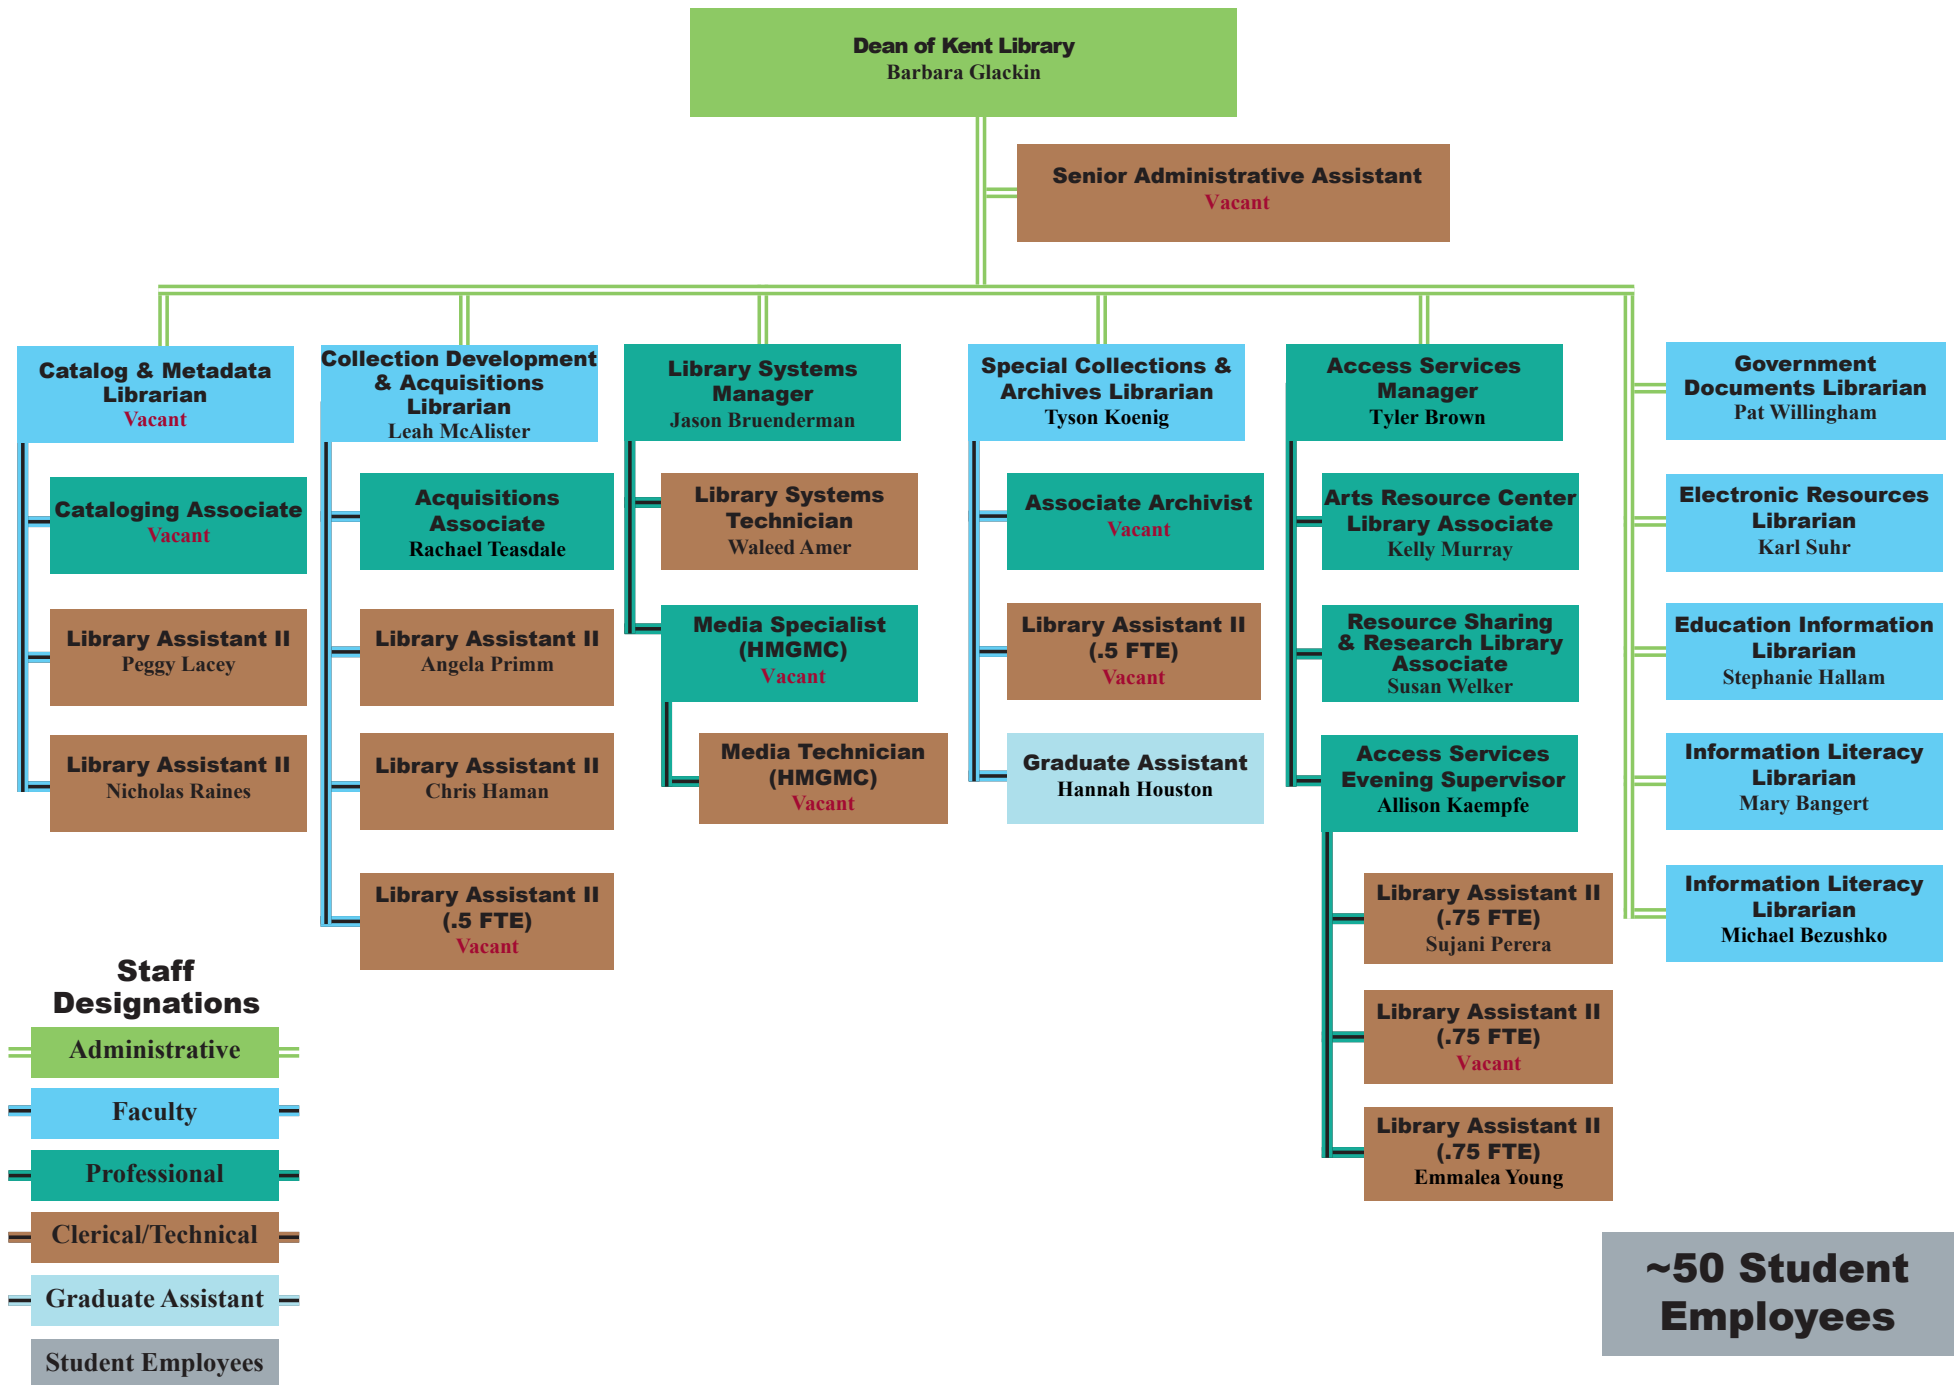 Dean of Kent Library
Barbara Glackin
Senior Administrative Assistant
Vacant
Catalog & Metadata
Librarian
Vacant
Cataloging Associate
Vacant
Library Assistant II
Peggy Lacey
Library Assistant II
Nicholas Raines
Collection Development
& Acquisitions
Librarian
Leah McAlister
Acquisitions
Associate
Rachael Teasdale
Library Assistant II
Angela Primm
Library Assistant II
Chris Haman
Library Assistant II
(.5 FTE)
Vacant
Library Systems
Manager
Jason Bruenderman
Library Systems
Technician
Waleed Amer
Media Specialist
(HMGMC)
Vacant
Media Technician
(HMGMC)
Vacant
Special Collections &
Archives Librarian
Tyson Koenig
Associate Archivist
Vacant
Library Assistant II
(.5 FTE)
Vacant
Graduate Assistant
Hannah Houston
Access Services
Manager
Tyler Brown
Arts Resource Center
Library Associate
Kelly Murray
Resource Sharing
& Research Library
Associate
Susan Welker
Access Services
Evening Supervisor
Allison Kaempfe
Library Assistant II
(.75 FTE)
Sujani Perera
Library Assistant II
(.75 FTE)
Vacant
Library Assistant II
(.75 FTE)
Emmalea Young
Government
Documents Librarian
Pat Willingham
Electronic Resources
Librarian
Karl Suhr
Education Information
Librarian
Stephanie Hallam
Information Literacy
Librarian
Mary Bangert
Information Literacy
Librarian
Michael Bezushko
Staff
Designations
Administrative
Faculty
Professional
Clerical/Technical
Graduate Assistant
Student Employees
~50 Student
Employees